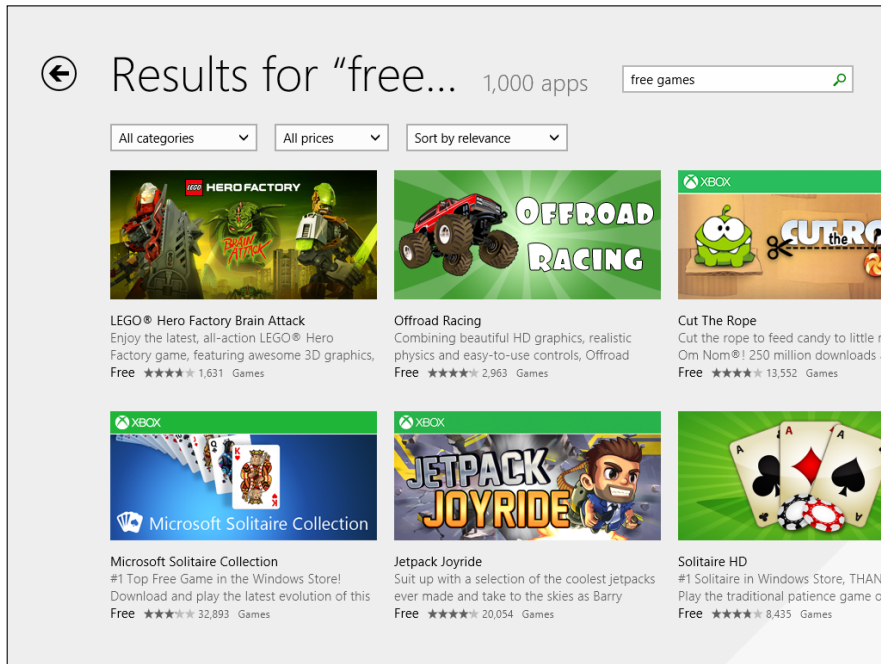 Results for “free... 1,000 apps
free games
All categories
All prices
Sort by relevance
LEGO HERO FACTORY
BRAIN ATTACK
OFFROAD
RACING
XBOX
CUT the RO
LEGO® Hero Factory Brain Attack
Enjoy the latest, all-action LEGO® Hero
Factory game, featuring awesome 3D graphics,
Free 1,631 Games
Offroad Racing
Combining beautiful HD graphics, realistic
physics and easy-to-use controls, Offroad
Free 2,963 Games
Cut The Rope
Cut the rope to feed candy to little
Om Nom®! 250 million downloads
Free 13,552 Games
XBOX
K
Q
Microsoft Solitaire Collection
XBOX
JETPACK
JOYRIDE
A
A
A
Microsoft Solitaire Collection
#1 Top Free Game in the Windows Store!
Download and play the latest evolution of this
Free 32,893 Games
Jetpack Joyride
Suit up with a selection of the coolest jetpacks
ever made and take to the skies as Barry
Free 20,054 Games
Solitaire HD
#1 Solitaire in Windows Store, THAN
Play the traditional patience game o
Free 8,435 Games